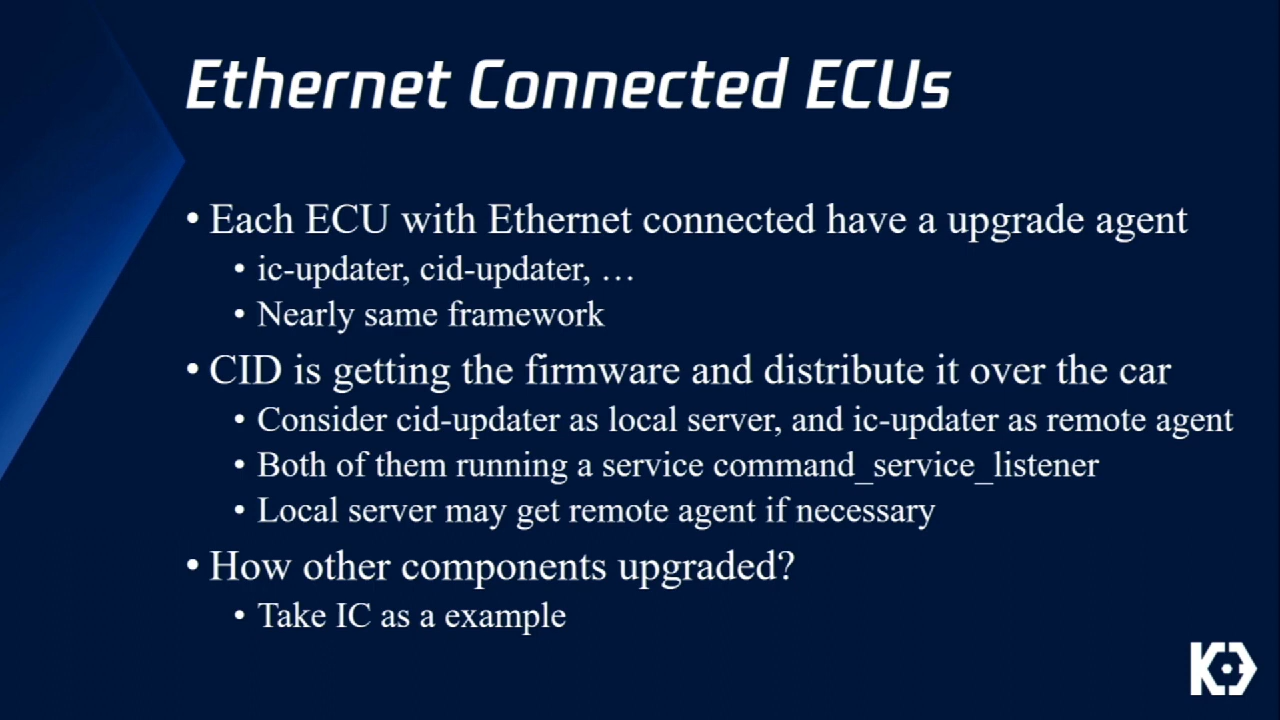 Ethernet Connected ECUs
• Each ECU with Ethernet connected have a upgrade agent
• ic-updater, cid-updater, …
• Nearly same framework
• CID is getting the firmware and distribute it over the car
• Consider cid-updater as local server, and ic-updater as remote agent
• Both of them running a service command_service_listener
• Local server may get remote agent if necessary
• How other components upgraded?
• Take IC as a example